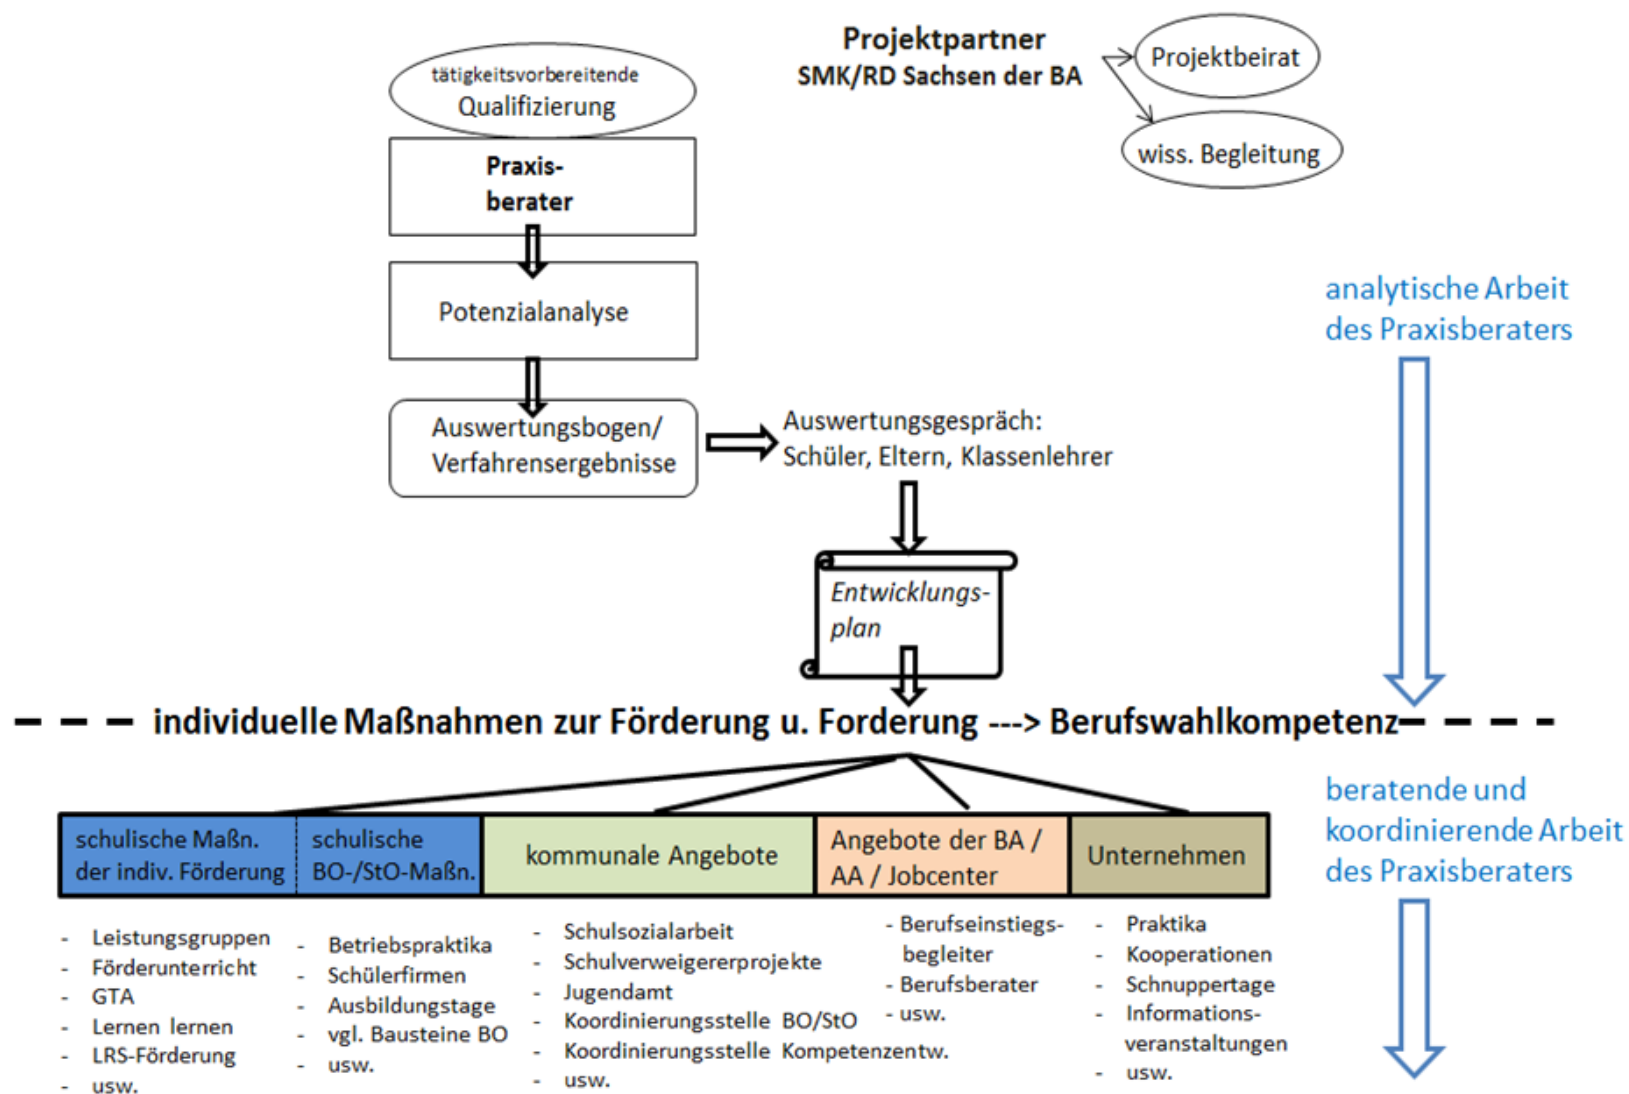 Projektpartner
SMK/RD Sachsen der BA
Projektbeirat
wiss. Begleitung
tätigkeitsvorbereitende
Qualifizierung
Praxis-
berater
Potenzialanalyse
Auswertungsbogen/
Verfahrensergebnisse
Auswertungsgespräch:
Schüler, Eltern, Klassenlehrer
Entwicklungs-
plan
analytische Arbeit
des Praxisberaters
individuelle Maßnahmen zur Förderung u. Forderung ---> Berufswahlkompetenz
beratende und
koordinierende Arbeit
des Praxisberaters
schulische Maßn.
der indiv. Förderung
schulische
BO-/StO-Maßn.
kommunale Angebote
Angebote der BA /
AA / Jobcenter
Unternehmen
- Leistungsgruppen
- Förderunterricht
- GTA
- Lernen lernen
- LRS-Förderung
- usw.
- Betriebspraktika
- Schülerfirmen
- Ausbildungstage
- vgl. Bausteine BO
- usw.
- Schulsozialarbeit
- Schulverweigererprojekte
- Jugendamt
- Koordinierungsstelle BO/StO
- Koordinierungsstelle Kompetenzentw.
- usw.
- Berufseinstiegs-
begleiter
- Berufsberater
- usw.
- Praktika
- Kooperationen
- Schnuppertage
- Informations-
veranstaltungen
- usw.